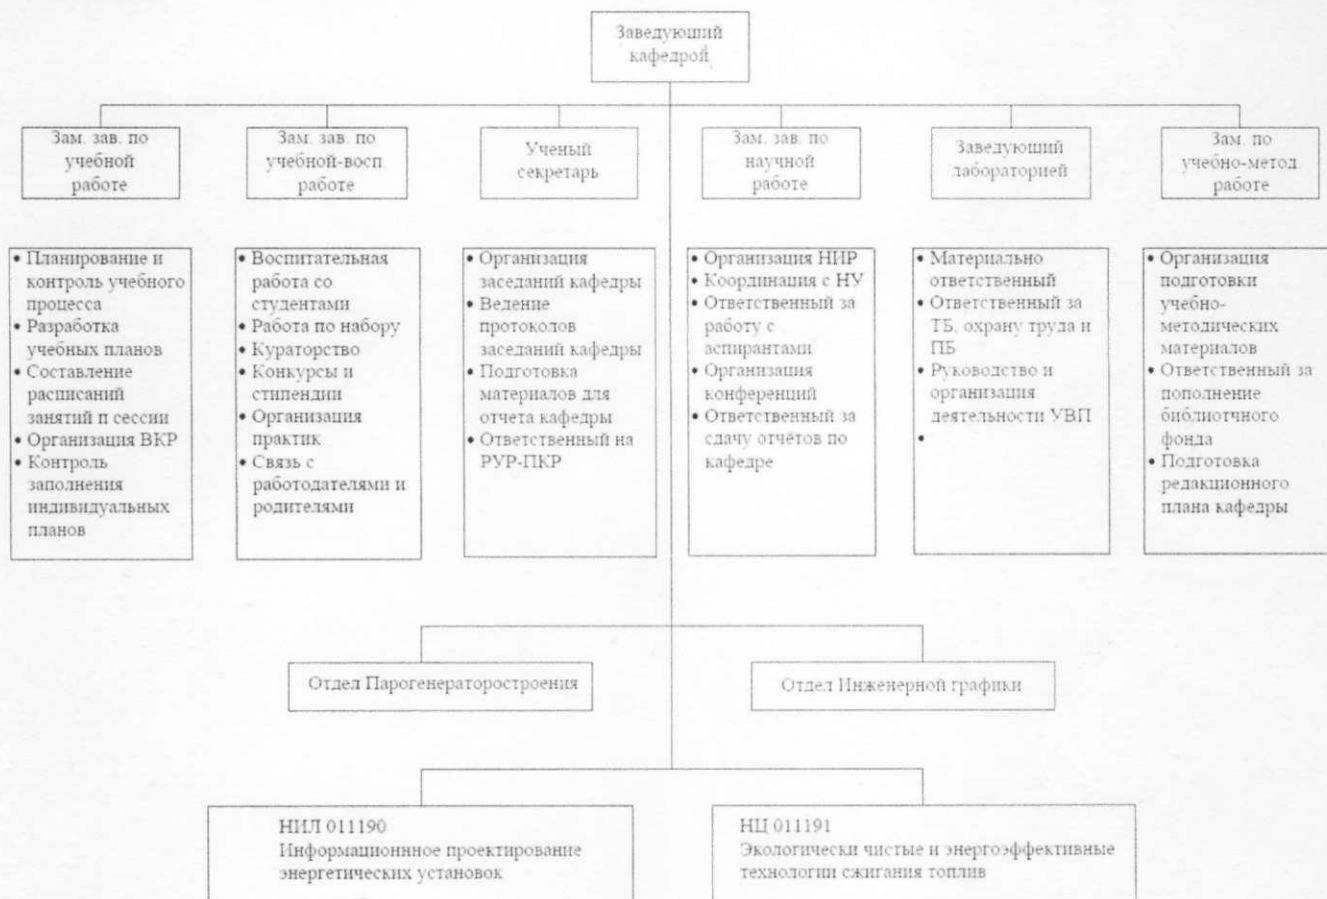 Заведующий
кафедрой
Зам. зав. по
учебной
работе
Зам. зав. по
учебной-восп.
работе
Ученый
секретарь
Зам. зав. по
научной
работе
Заведующий
лабораторией
Зам. по
учебно-метод.
работе
• Планирование и
контроль учебного
процесса
• Разработка
учебных планов
• Составление
расписаний
занятий п сессии
• Организация ВКР
• Контроль
заполнения
индивидуальных
планов
• Воспитательная
работа со
студентами
• Работа по набору
• Кураторство
• Конкурсы и
стипендии
• Организация
практик
• Связь с
работодателями и
родителями
• Организация
заседаний кафедры
• Ведение
протоколов
заседаний кафедры
• Подготовка
материалов для
отчета кафедры
• Ответственный на
РУР-ПКР
• Организация НИР
• Координация с НУ
• Ответственный за
работу с
аспирантами
• Организация
конференций
• Ответственный за
сдачу отчётов по
кафедре
• Материально
ответственный
• Ответственный за
ТБ, охрану труда и
ПБ
• Руководство и
организация
деятельности УВП
•
• Организация
подготовки
учебно-
методических
материалов
• Ответственный за
пополнение
библиотчного
фонда
• Подготовка
редакционного
плана кафедры
Отдел Парогенераторостроения
Отдел Инженерной графики
НИЛ 011190
Информационнное проектирование
энергетических установок
НЦ 011191
Экологически чистые и энергоэффективные
технологии сжигания топлив